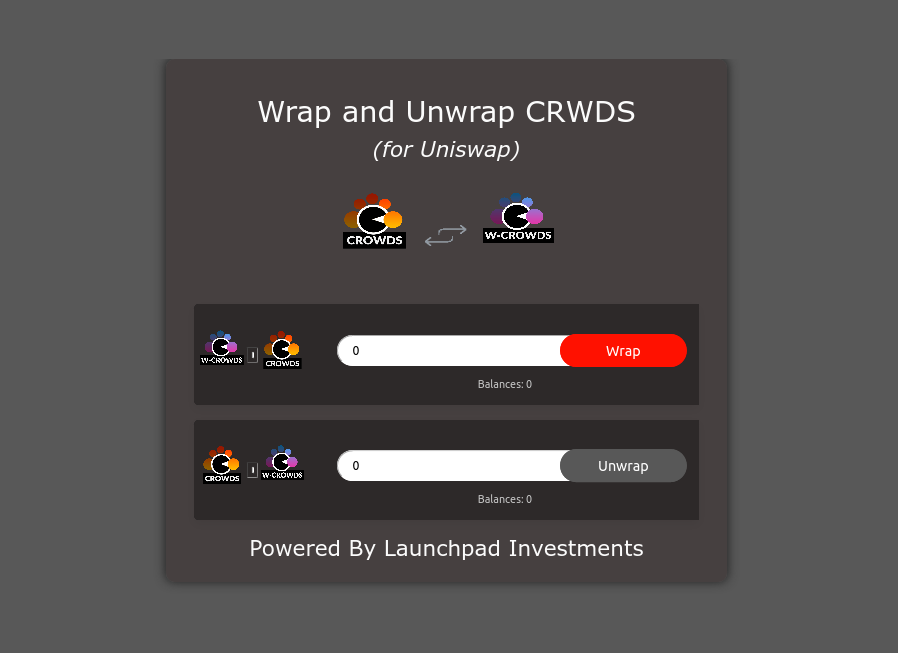 Wrap and Unwrap CRWDS
(for Uniswap)
CROWDS
W-CROWDS
W-CROWDS
CROWDS
0
Wrap
Balances: 0
CROWDS
W-CROWDS
0
Unwrap
Balances: 0
Powered By Launchpad Investments